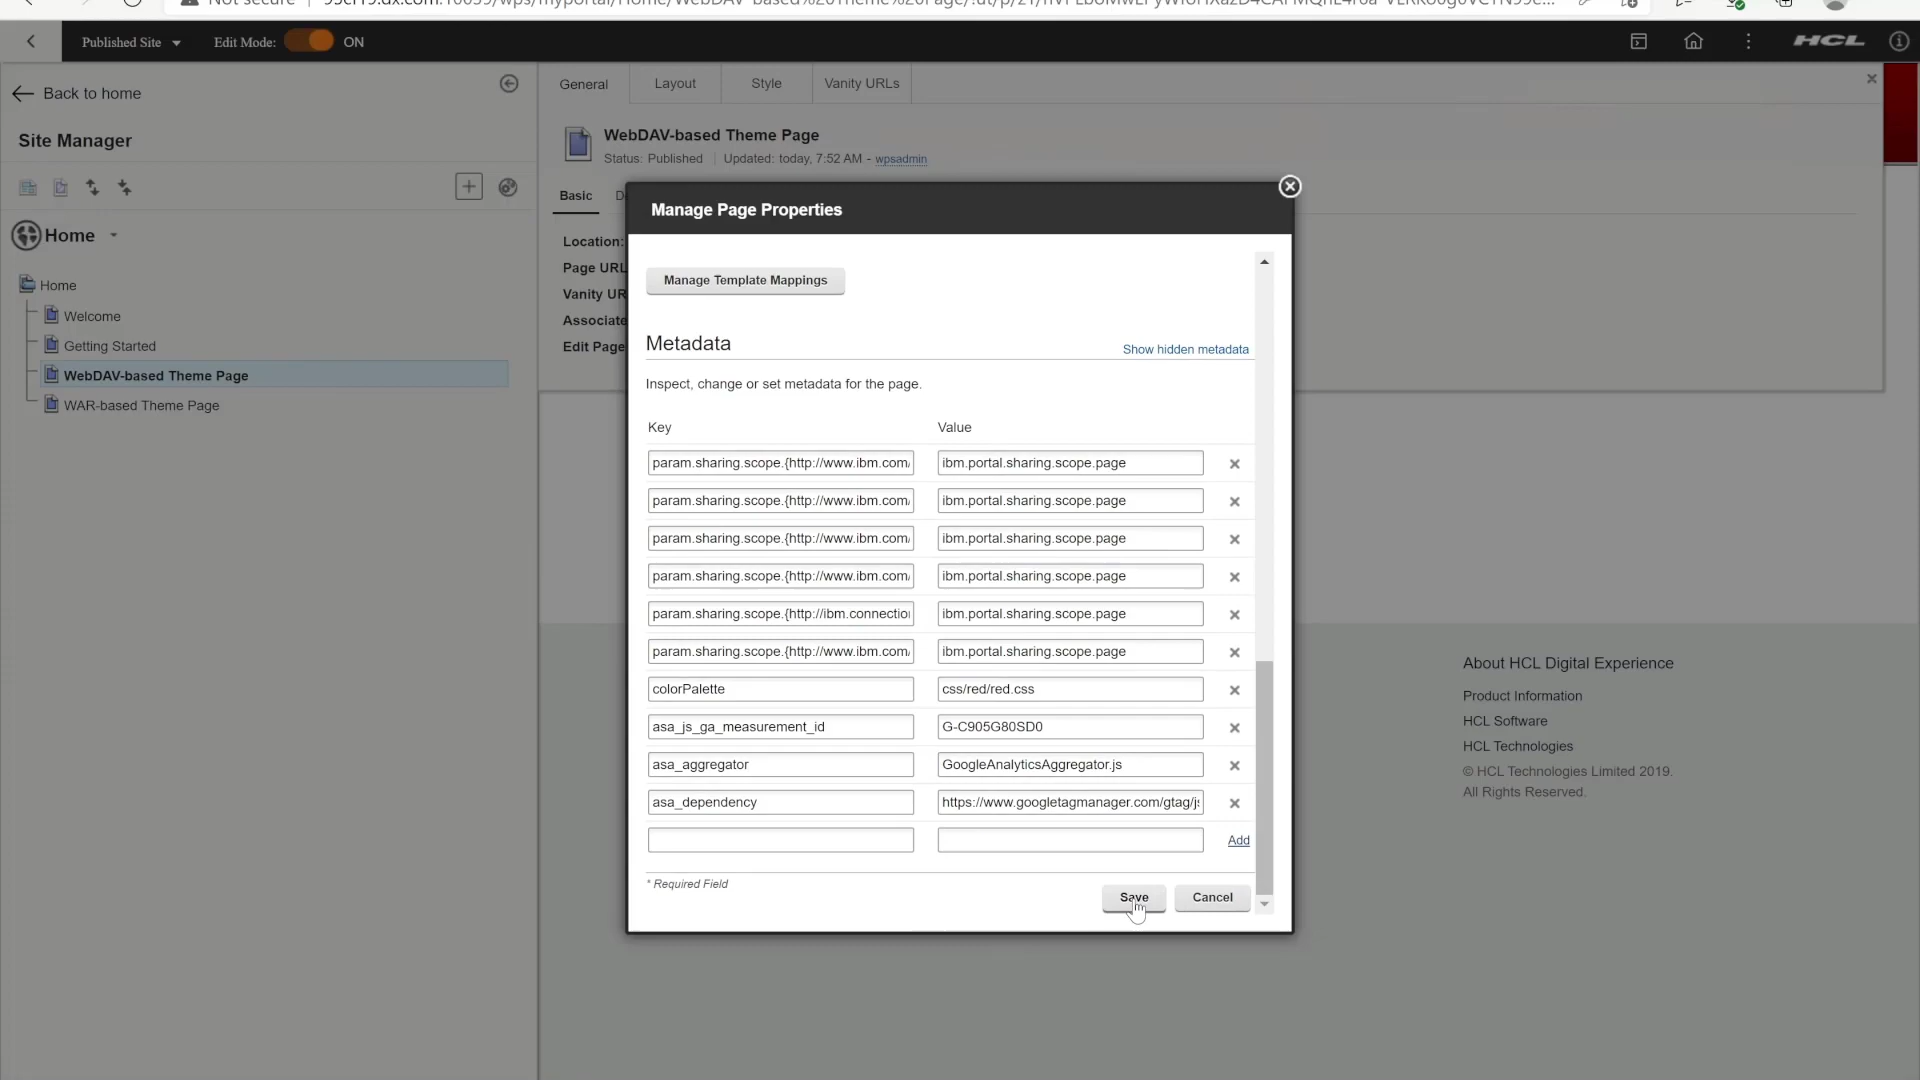 Not secure
Published Site
Edit Mode:
ON
HCL
Back to home
Site Manager
Home
Home
Welcome
Getting Started
WebDAV-based Theme Page
WAR-based Theme Page
General
Layout
Style
Vanity URLs
WebDAV-based Theme Page
Status: Published | Updated: today, 7:52 AM - wpsadmin
Basic
Location:
Page URL
Vanity UR
Associate
Edit Page
Manage Page Properties
Manage Template Mappings
Metadata
Show hidden metadata
Inspect, change or set metadata for the page.
Key Value
param.sharing.scope.{http://www.ibm.com/ ibm.portal.sharing.scope.page
param.sharing.scope.{http://www.ibm.com/ ibm.portal.sharing.scope.page
param.sharing.scope.{http://www.ibm.com/ ibm.portal.sharing.scope.page
param.sharing.scope.{http://www.ibm.com/ ibm.portal.sharing.scope.page
param.sharing.scope.{http://ibm.connectio ibm.portal.sharing.scope.page
param.sharing.scope.{http://www.ibm.com/ ibm.portal.sharing.scope.page
colorPalette css/red/red.css
asa_js_ga_measurement_id G-C905G80SD0
asa_aggregator GoogleAnalyticsAggregator.js
asa_dependency https://www.googletagmanager.com/gtag/js
Add
* Required Field
Save
Cancel
About HCL Digital Experience
Product Information
HCL Software
HCL Technologies
© HCL Technologies Limited 2019.
All Rights Reserved.